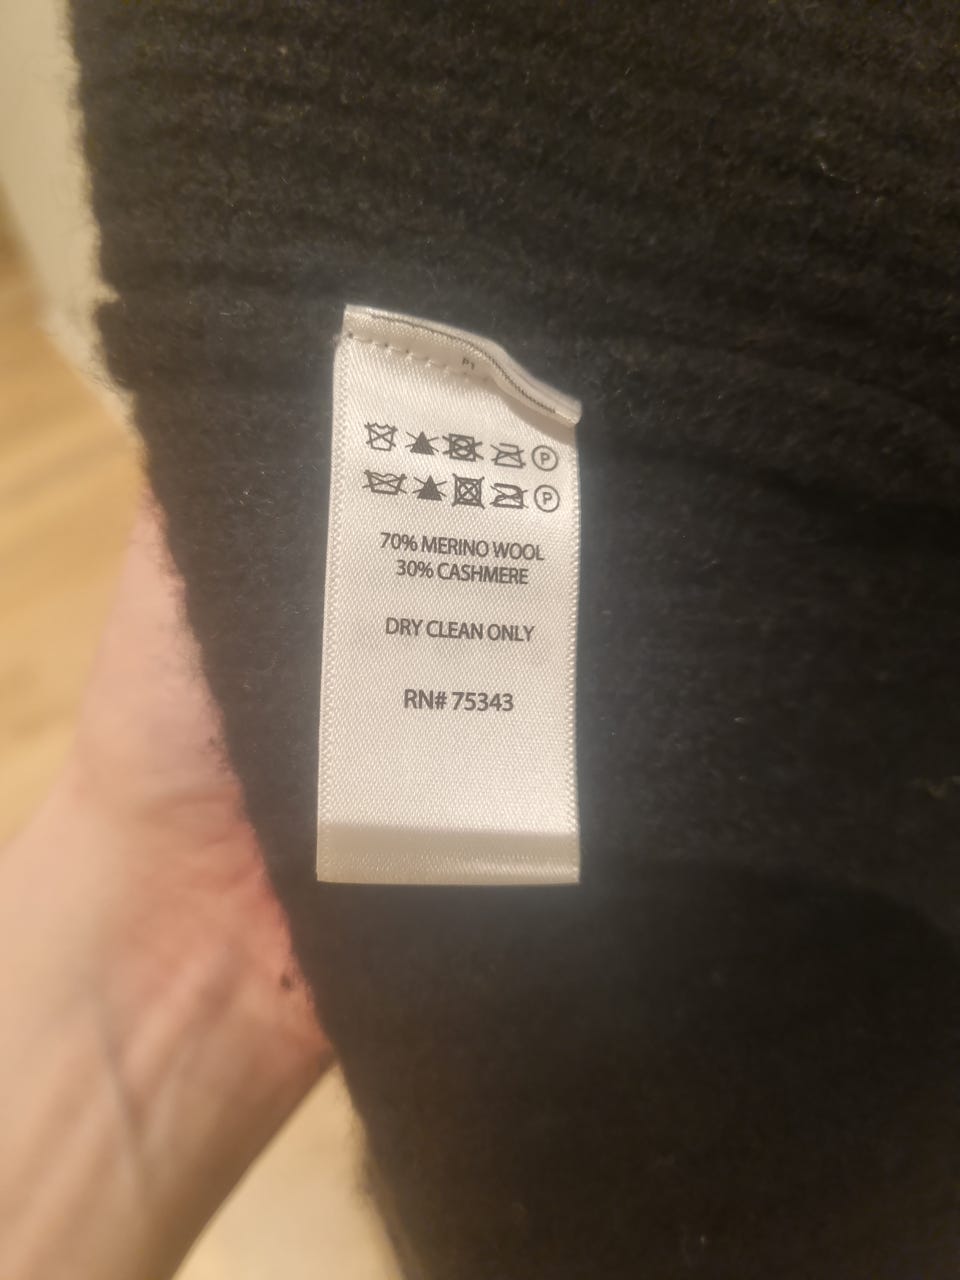 P
P
70% MERINO WOOL
30% CASHMERE
DRY CLEAN ONLY
RN# 75343